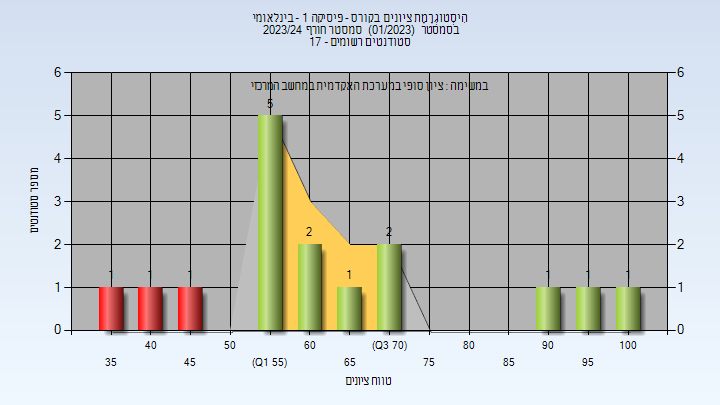 היסטוגרמת ציונים בקורס - פיסיקה 1 - בינלאומי
בסמסטר (01/2023) סמסטר חורף 2023/24
סטודנטים רשומים - 17
במשימה : ציון סופי במערכת האקדמית במחשב המרכזי
מספר סטודנטים
6 6
5 5
4 4
3 3
2 2
1 1
0 0
1 1 1 5 2 1 2 1 1 1
40 50 60 (Q3 70) 80 90 100
35 45 (Q1 55) 65 75 85 95
טווח ציונים